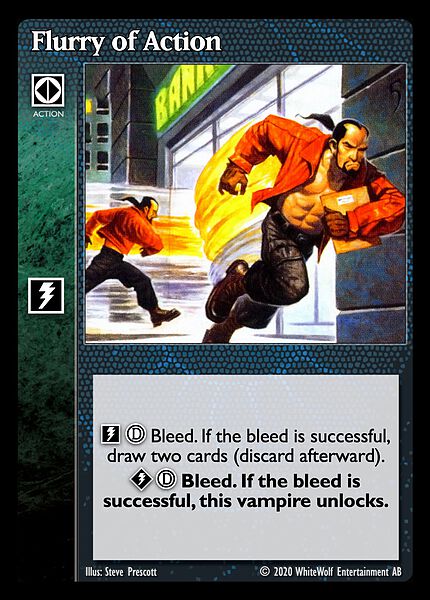 Flurry of Action
ACTION
BANK
D Bleed. If the bleed is successful,
draw two cards (discard afterward).
D Bleed. If the bleed is
successful, this vampire unlocks.
Illus: Steve Prescott
© 2020 WhiteWolf Entertainment AB